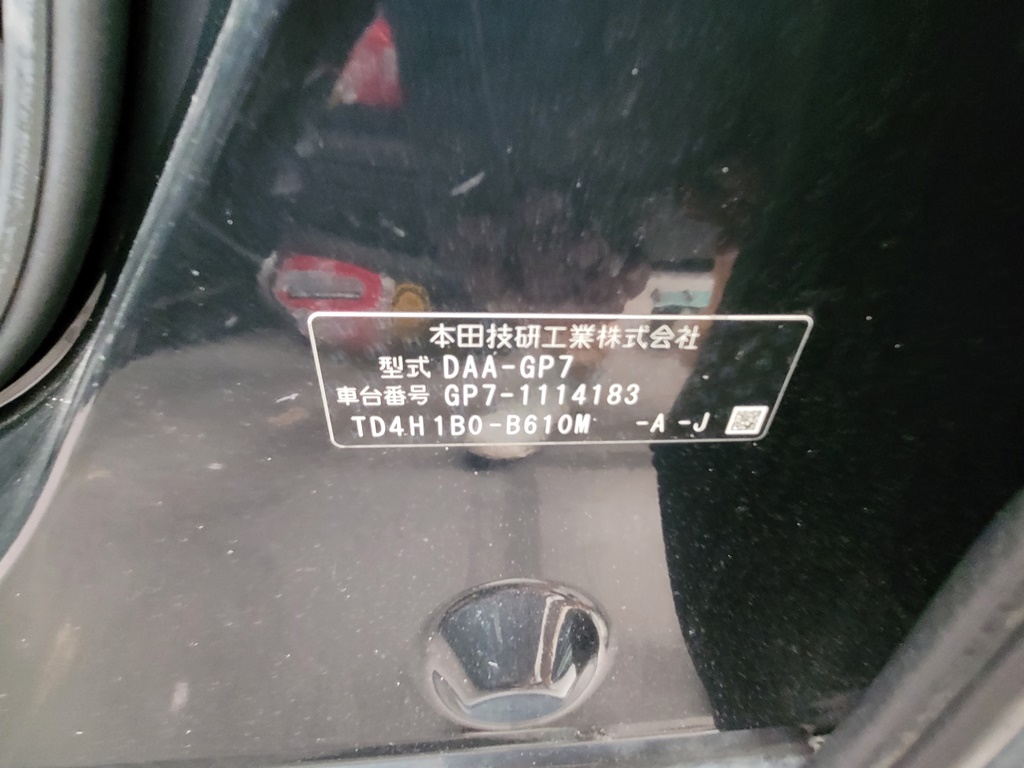 本田技研工業株式会社
型式 DAA-GP7
車台番号 GP7-1114183
TD4H1B0-B610M -A -J